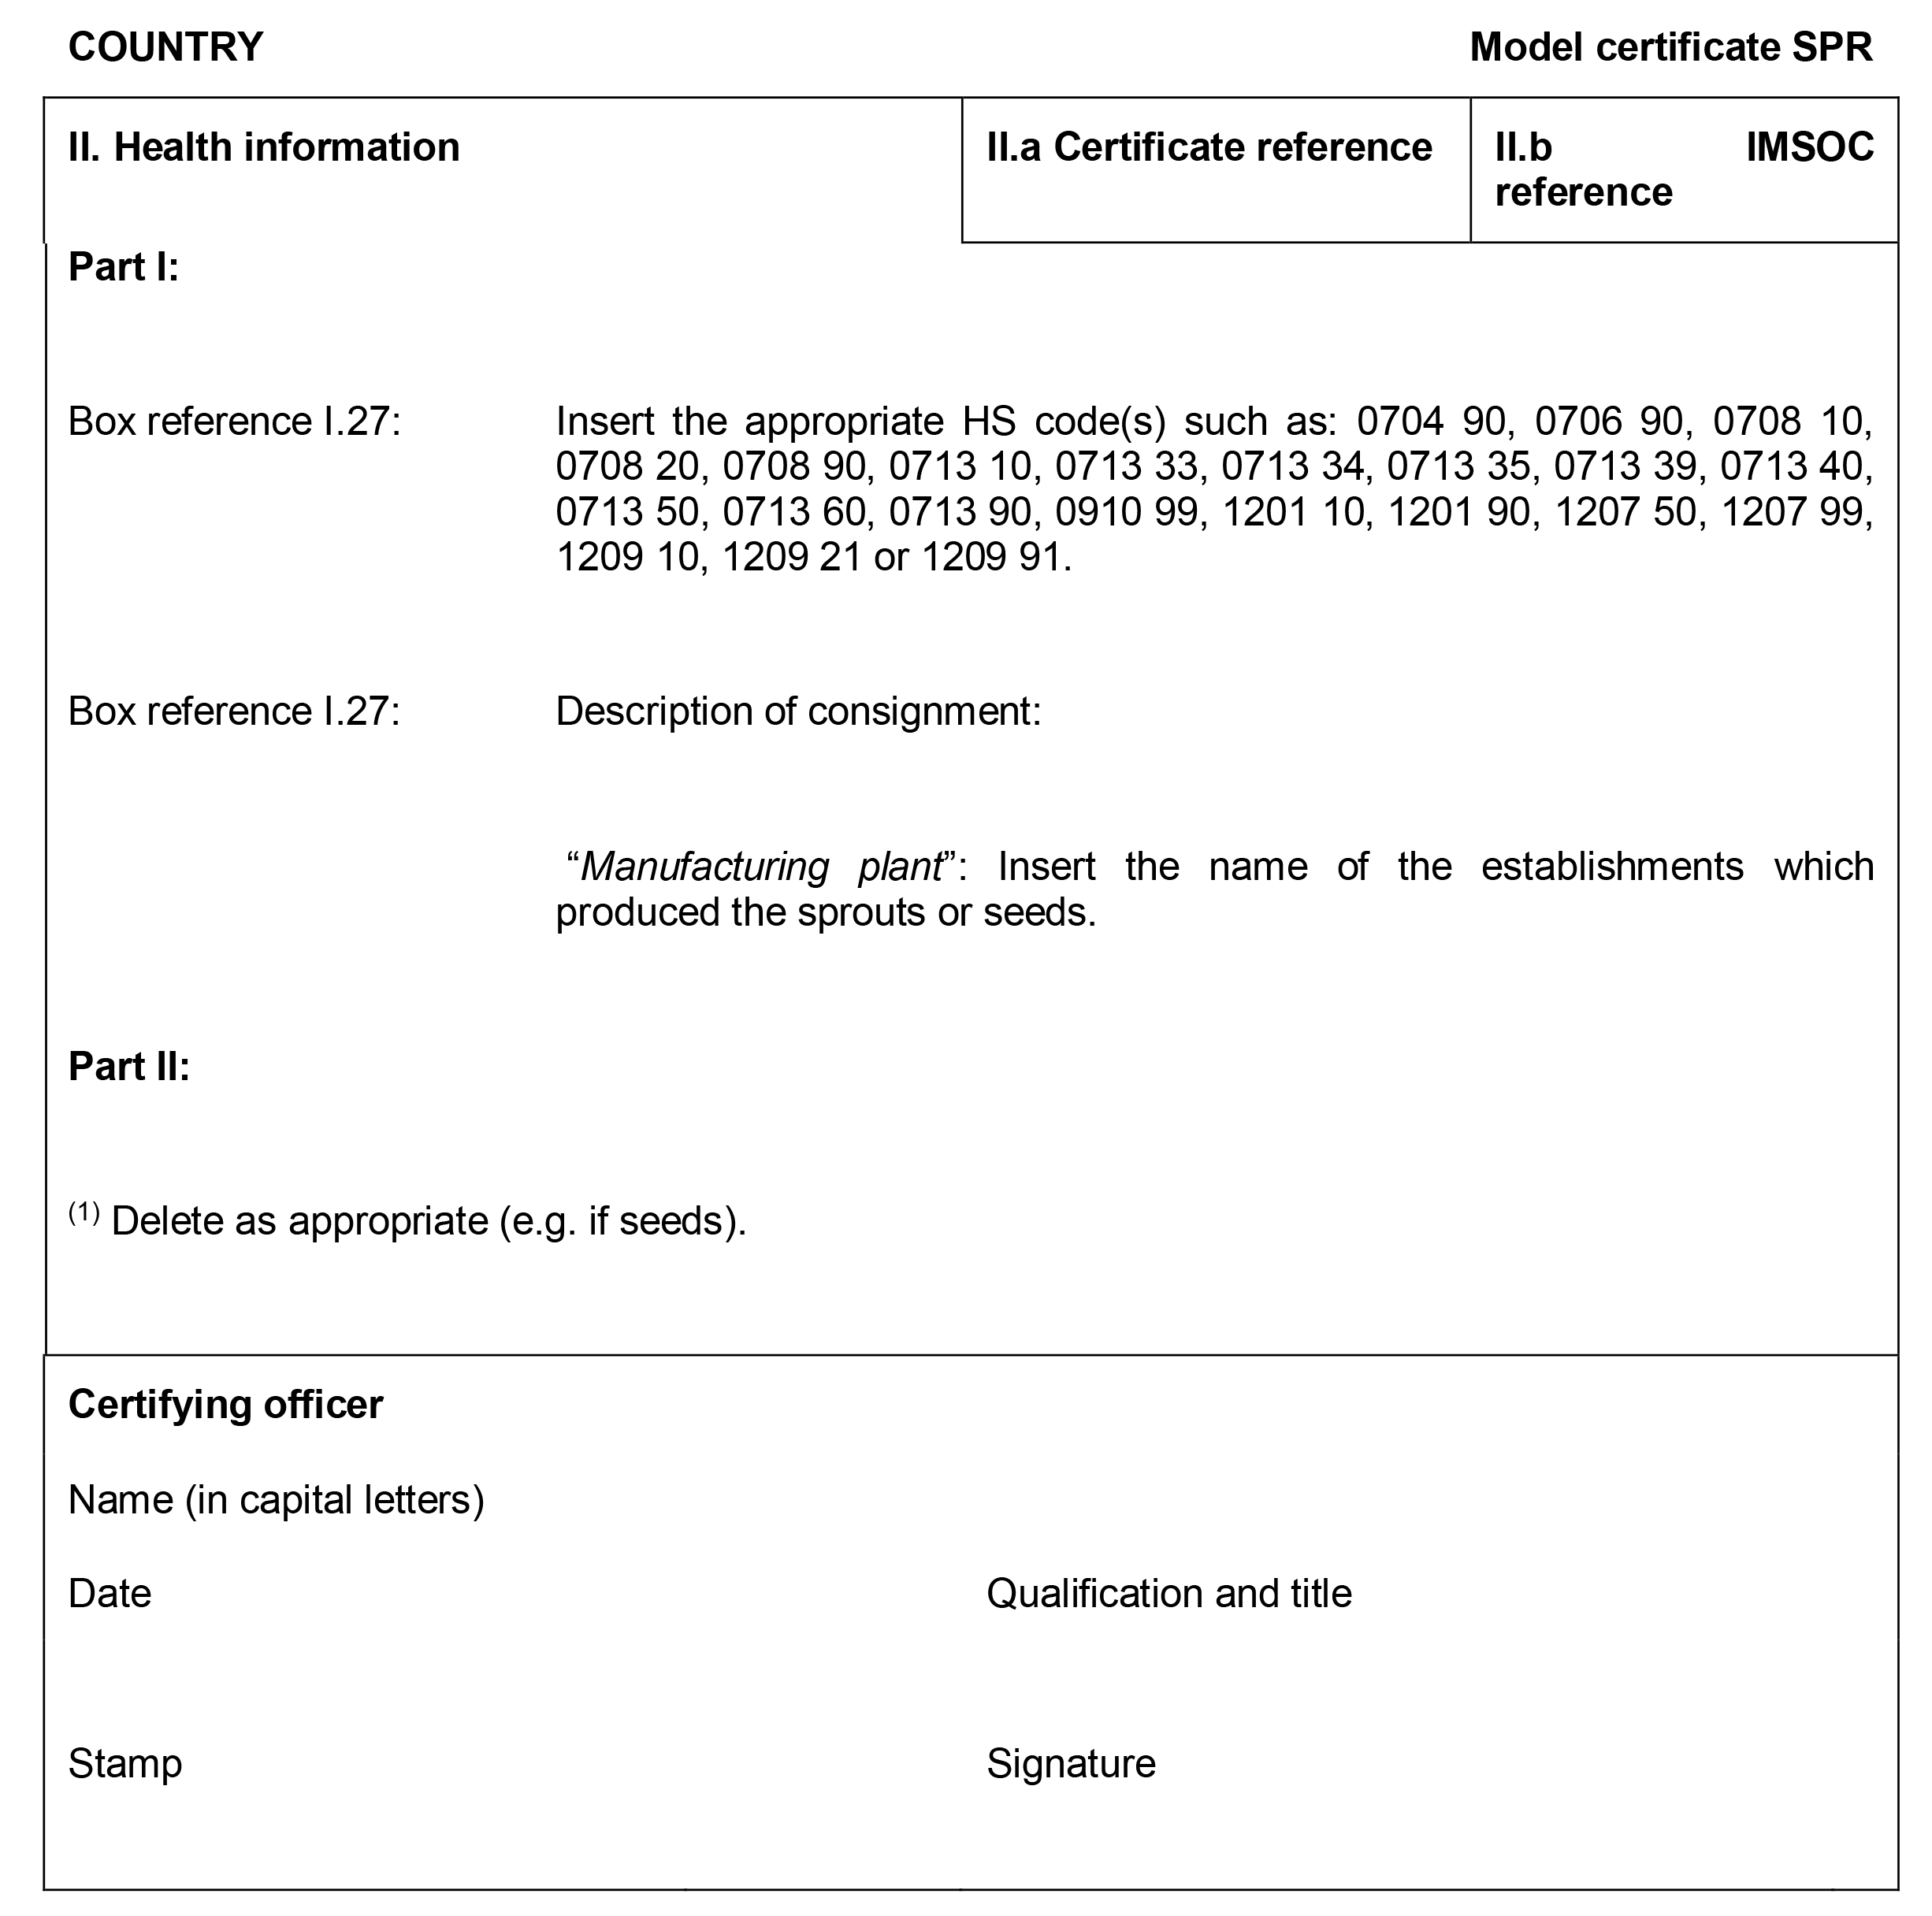 COUNTRY Model certificate SPR
II. Health information II.a Certificate reference II.b IMSOC
reference
Part I:
Box reference I.27: Insert the appropriate HS code(s) such as: 0704 90, 0706 90, 0708 10,
0708 20, 0708 90, 0713 10, 0713 33, 0713 34, 0713 35, 0713 39, 0713 40,
0713 50, 0713 60, 0713 90, 0910 99, 1201 10, 1201 90, 1207 50, 1207 99,
1209 10, 1209 21 or 1209 91.
Box reference I.27: Description of consignment:
“Manufacturing plant”: Insert the name of the establishments which
produced the sprouts or seeds.
Part II:
(1) Delete as appropriate (e.g. if seeds).
Certifying officer
Name (in capital letters)
Date Qualification and title
Stamp Signature